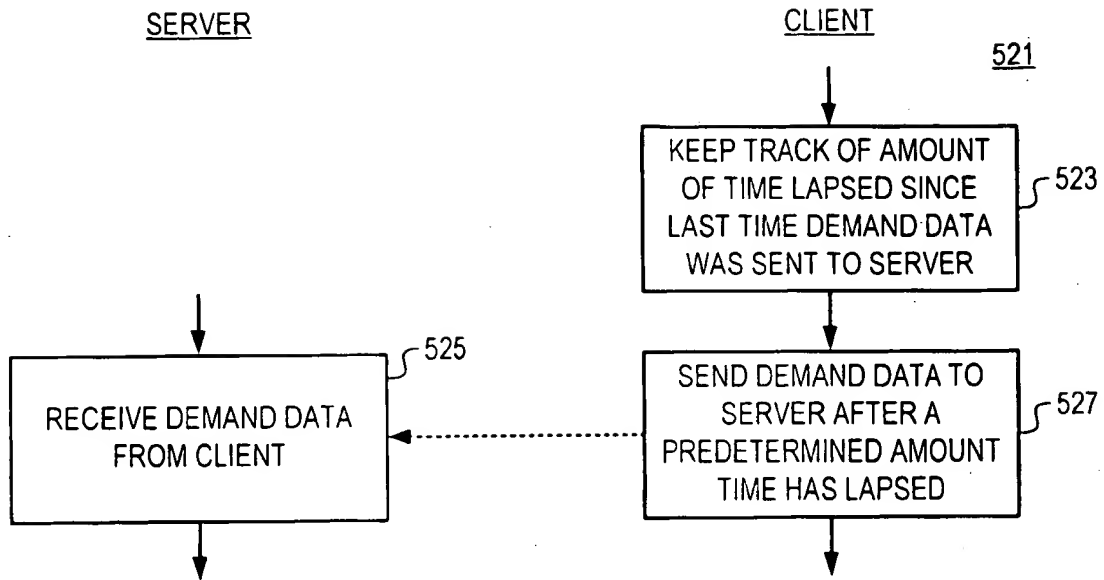 SERVER
CLIENT
521
KEEP TRACK OF AMOUNT
OF TIME LAPSED SINCE
LAST TIME DEMAND DATA
WAS SENT TO SERVER
523
525
RECEIVE DEMAND DATA
FROM CLIENT
SEND DEMAND DATA TO
SERVER AFTER A
PREDETERMINED AMOUNT
TIME HAS LAPSED
527